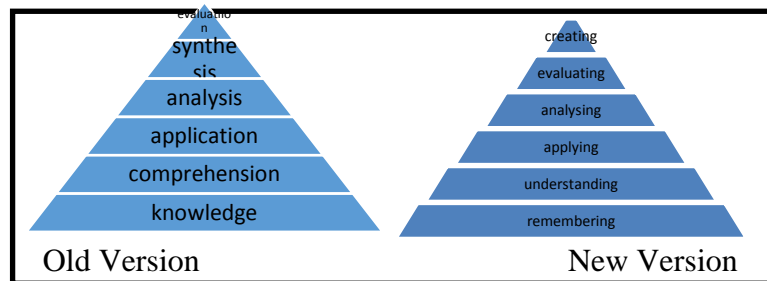 evaluatio
n
synthe
sis
analysis
application
comprehension
knowledge
Old Version
creating
evaluating
analysing
applying
understanding
remembering
New Version